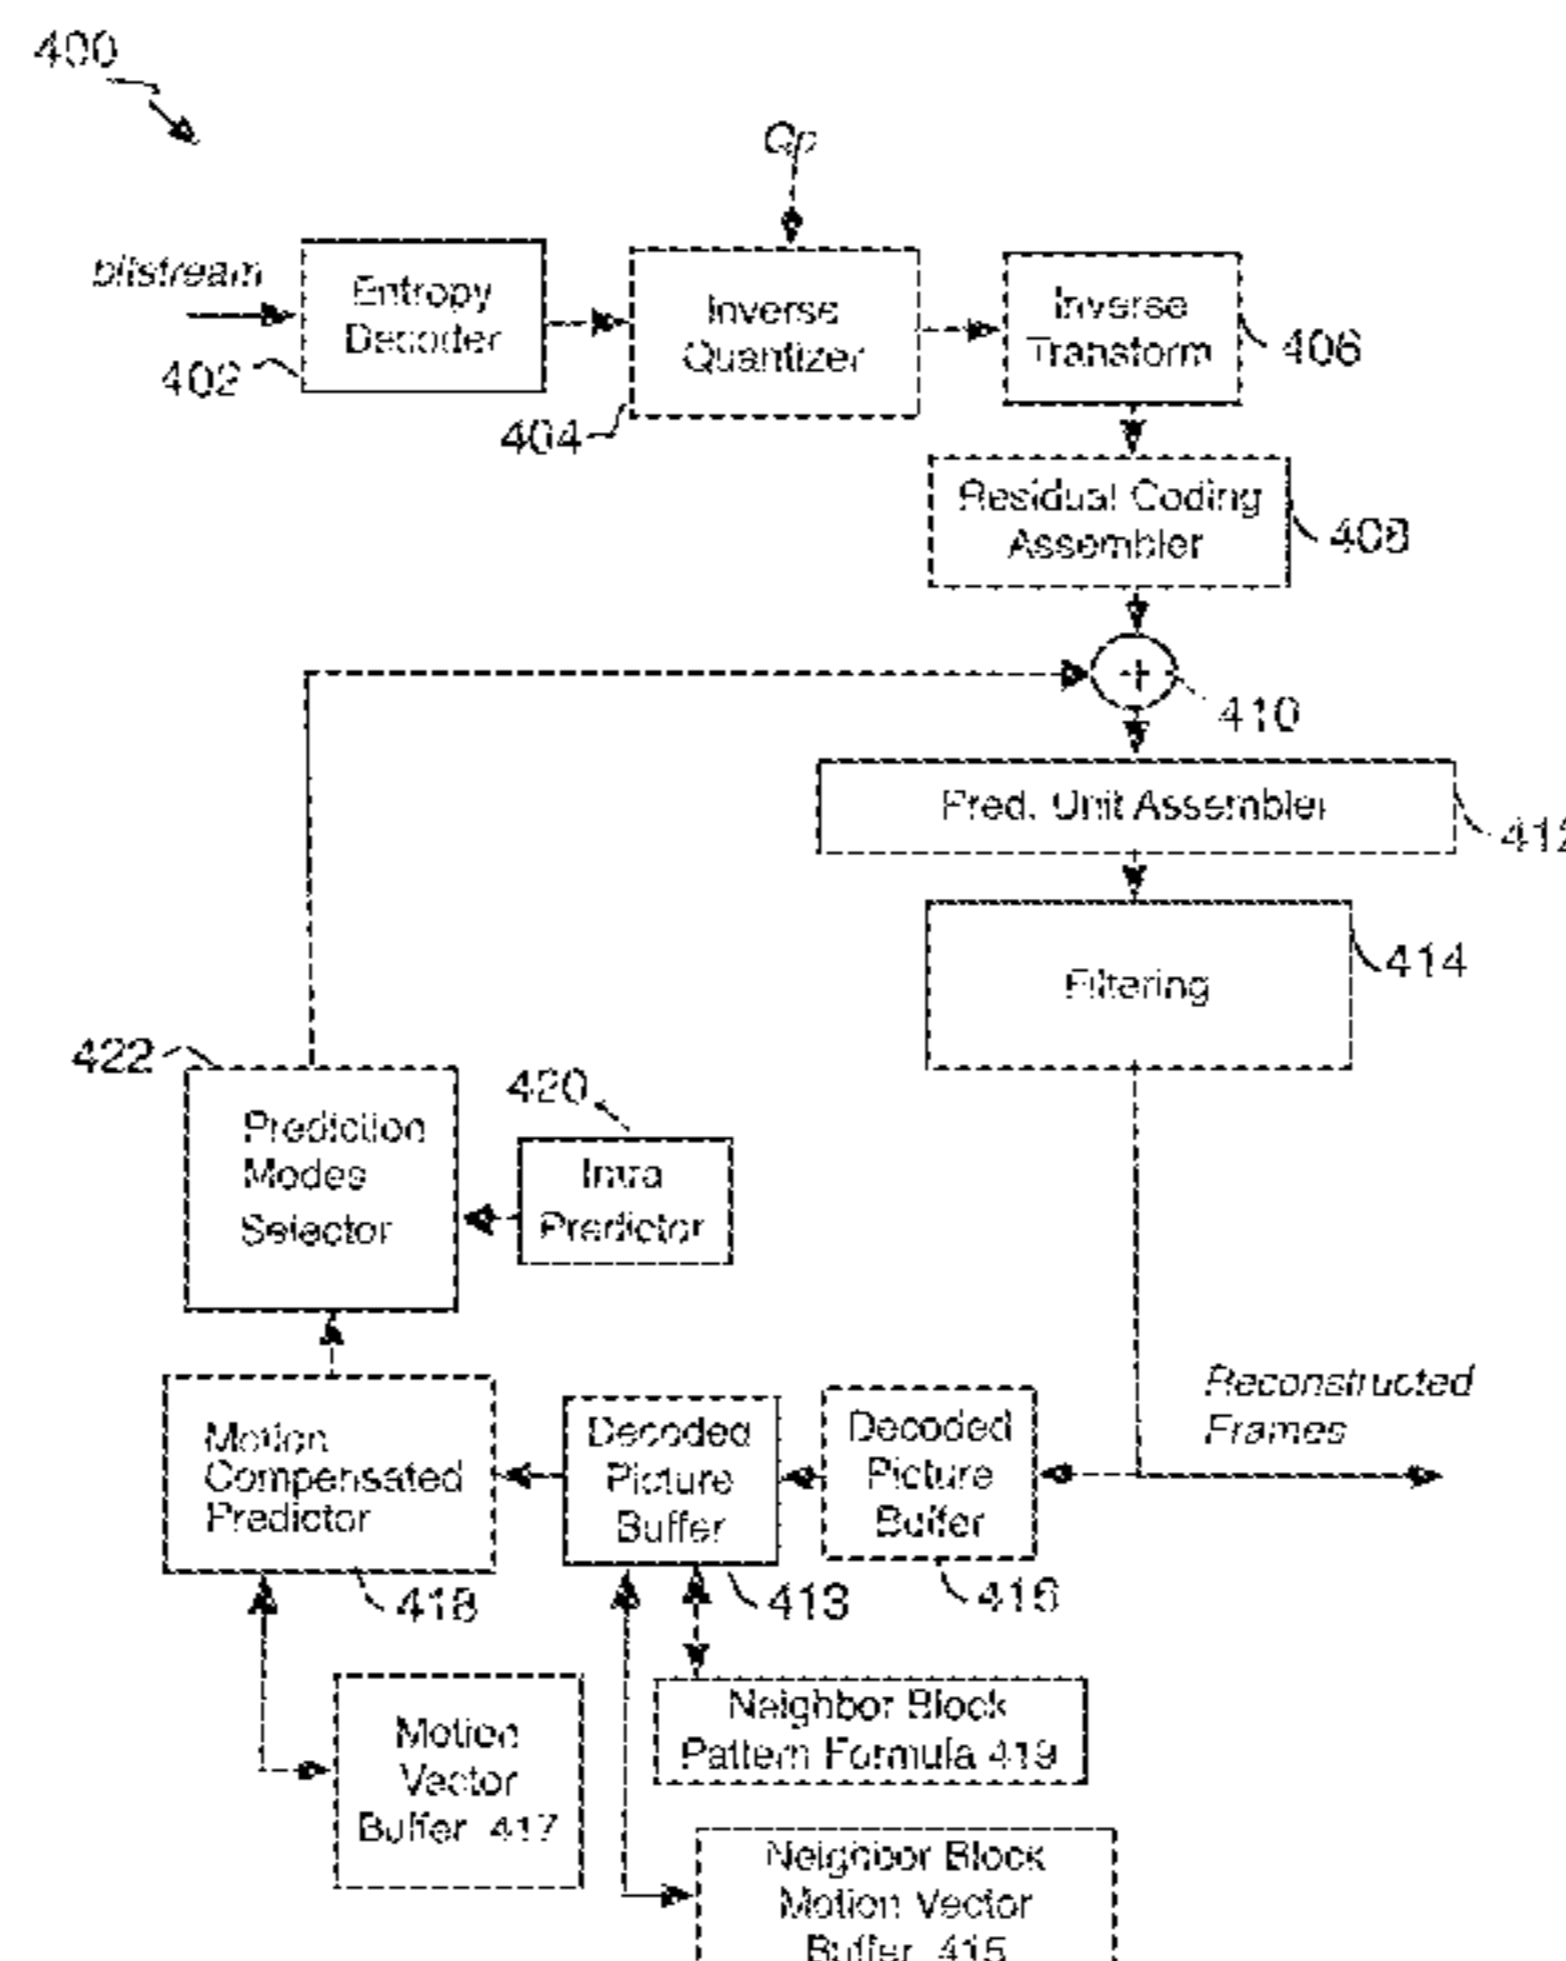 400
Qp
bitstream
Entropy
Decoder
402
Inverse
Quantizer
404
Inverse
Transform
406
Residual Coding
Assembler
408
+
410
Pred. Unit Assembler
412
Filtering
414
422
Prediction
Modes
Selector
420
Intra
Predictor
Reconstructed
Frames
Motion
Compensated
Predictor
418
Decoded
Picture
Buffer
413
Decoded
Picture
Buffer
416
Motion
Vector
Buffer 417
Neighbor Block
Pattern Formula 419
Neighbor Block
Motion Vector
Buffer 415